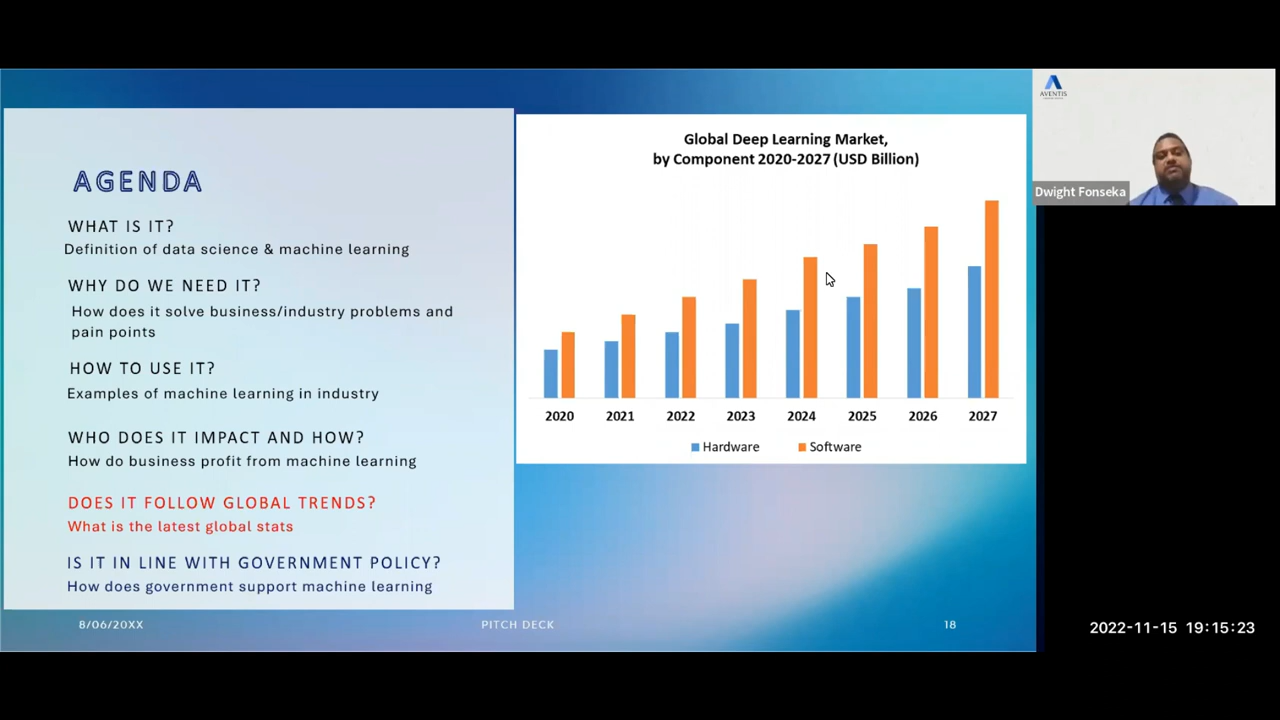 AGENDA
WHAT IS IT?
Definition of data science & machine learning
WHY DO WE NEED IT?
How does it solve business/industry problems and
pain points
HOW TO USE IT?
Examples of machine learning in industry
WHO DOES IT IMPACT AND HOW?
How do business profit from machine learning
DOES IT FOLLOW GLOBAL TRENDS?
What is the latest global stats
IS IT IN LINE WITH GOVERNMENT POLICY?
How does government support machine learning
8/06/20XX
PITCH DECK
18
Global Deep Learning Market,
by Component 2020-2027 (USD Billion)
2020 2021 2022 2023 2024 2025 2026 2027
Hardware Software
AVENTIS
Dwight Fonseka
2022-11-15 19:15:23